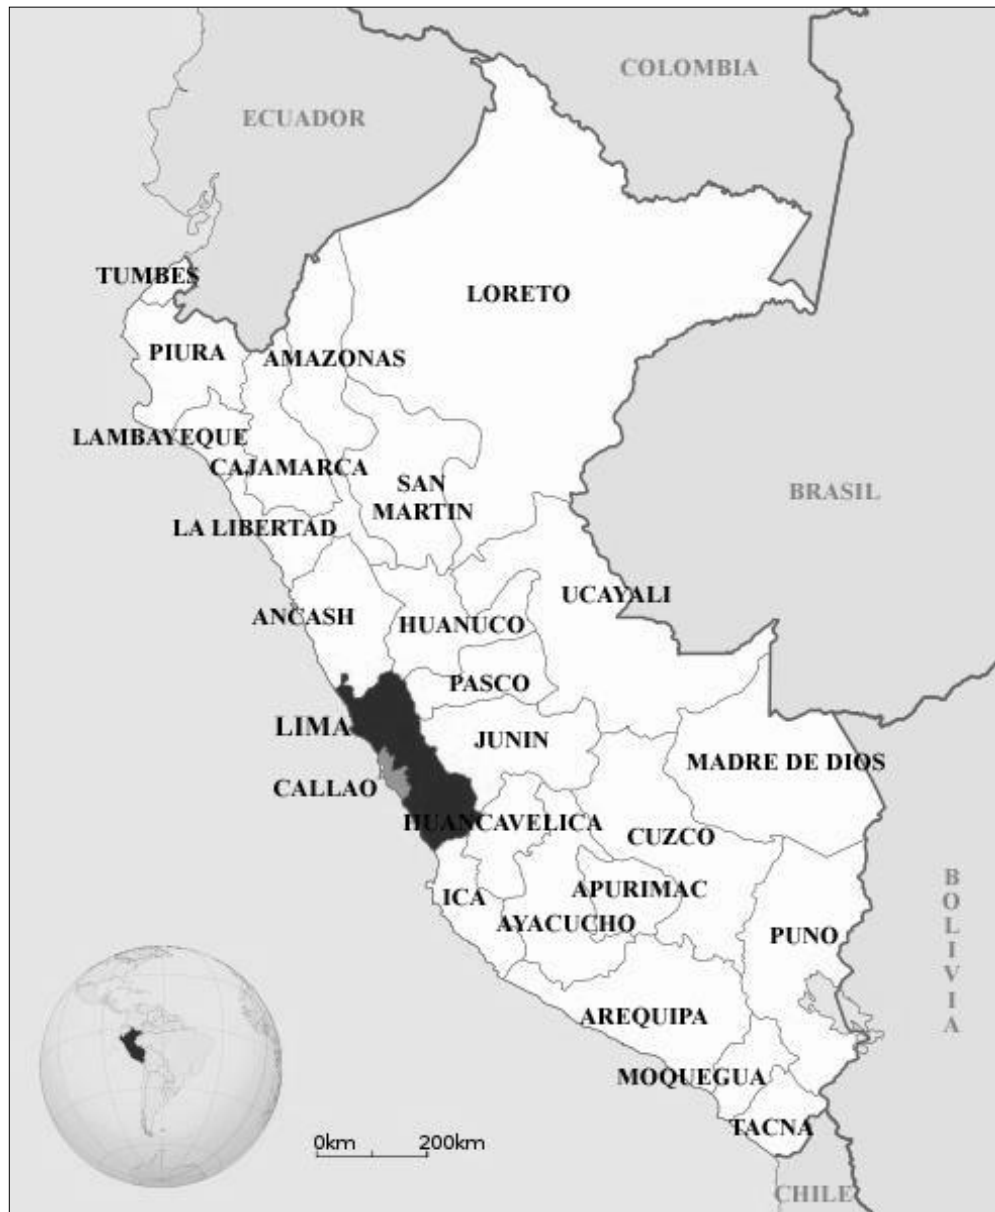 COLOMBIA
ECUADOR
TUMBES
LORETO
PIURA
AMAZONAS
LAMBAYEQUE
CAJAMARCA
SAN
MARTIN
BRASIL
LA LIBERTAD
UCAYALI
ANCASH
HUANUCO
PASCO
LIMA
JUNIN
MADRE DE DIOS
CALLAO
HUANCAVELICA
CUZCO
APURIMAC
ICA
AYACUCHO
PUNO
BOLIVIA
AREQUIPA
MOQUEGUA
TACNA
0km 200km
CHILE